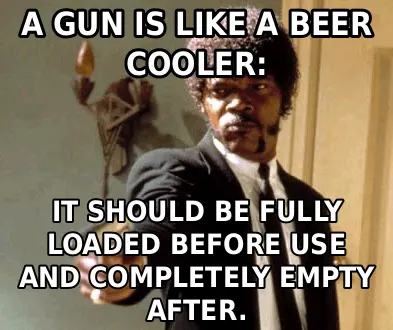 A GUN IS LIKE A BEER
COOLER:
IT SHOULD BE FULLY
LOADED BEFORE USE
AND COMPLETELY EMPTY
AFTER.